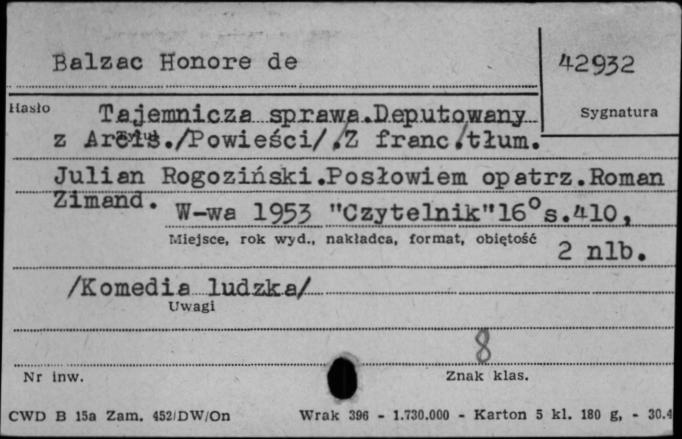 Balzac Honore de
42932
Hasło
Tajemnicza sprawa.Deputowany
Sygnatura
z Arcis./Powieści/.Z franc.tłum.
Julian Rogoziński.Posłowiem opatrz.Roman
Zimand.
W-wa 1953 "Czytelnik"16°s.410,
Miejsce, rok wyd., nakładca, format, objętość
2 nlb.
/Komedia ludzka/
Uwagi
8
Nr inw.
Znak klas.
CWD B 15a Zam. 452/DW/On
Wrak 396 - 1.730.000 - Karton 5 kl. 180 g, - 30.4